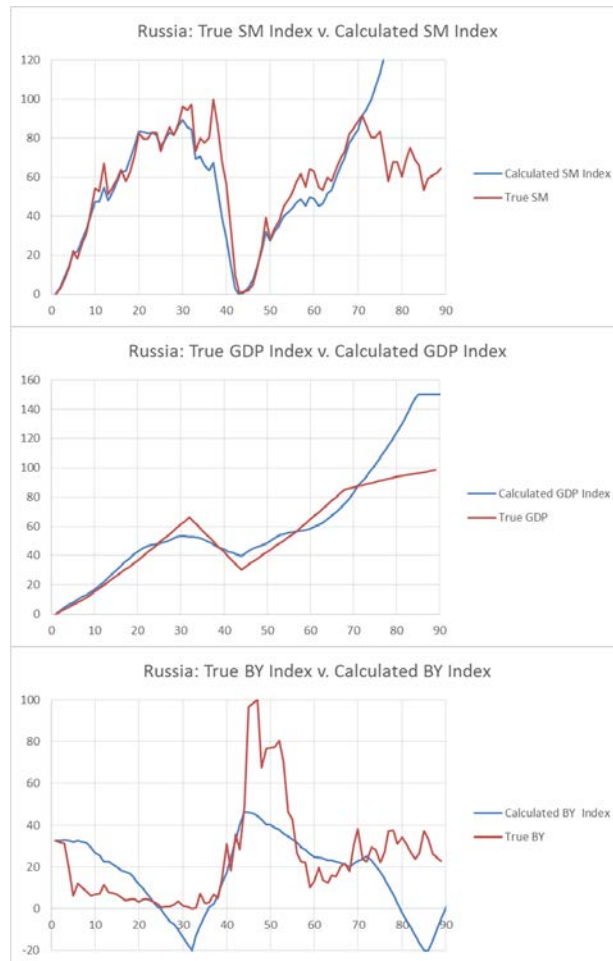 Russia: True SM Index v. Calculated SM Index
120
100
80
60
40
20
0
0 10 20 30 40 50 60 70 80 90
Calculated SM Index
True SM
Russia: True GDP Index v. Calculated GDP Index
160
140
120
100
80
60
40
20
0
0 10 20 30 40 50 60 70 80 90
Calculated GDP Index
True GDP
Russia: True BY Index v. Calculated BY Index
100
80
60
40
20
0
-20
0 10 20 30 40 50 60 70 80 90
Calculated BY Index
True BY